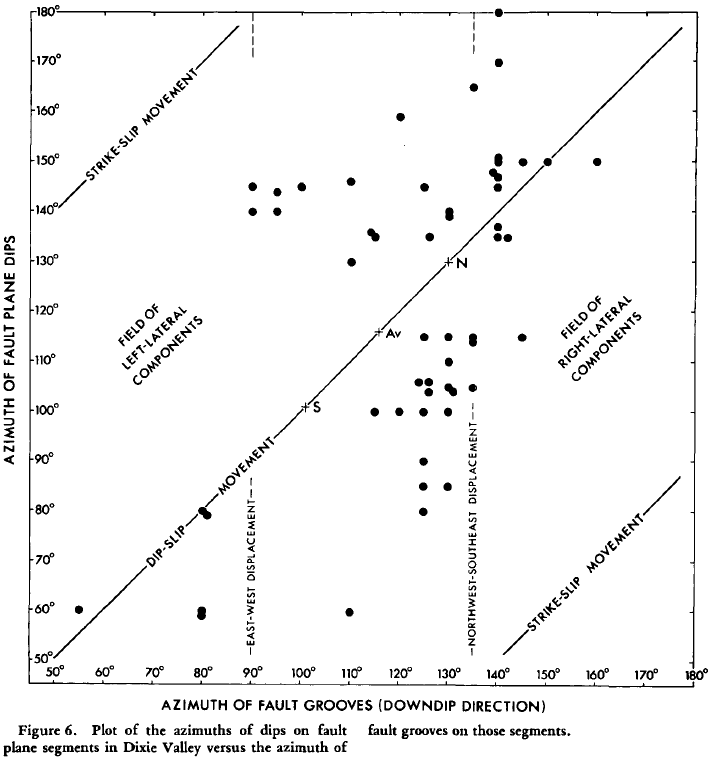 180°
170°
160°
150°
140°
130°
120°
110°
100°
90°
80°
70°
60°
50°
AZIMUTH OF FAULT PLANE DIPS
STRIKE-SLIP MOVEMENT
FIELD OF
LEFT-LATERAL
COMPONENTS
N
Av
S
FIELD OF
RIGHT-LATERAL
COMPONENTS
DIP-SLIP MOVEMENT
EAST-WEST DISPLACEMENT
NORTHWEST-SOUTHEAST DISPLACEMENT
STRIKE-SLIP MOVEMENT
50° 60° 70° 80° 90° 100° 110° 120° 130° 140° 150° 160° 170° 180°
AZIMUTH OF FAULT GROOVES (DOWNDIP DIRECTION)
Figure 6. Plot of the azimuths of dips on fault
plane segments in Dixie Valley versus the azimuth of
fault grooves on those segments.